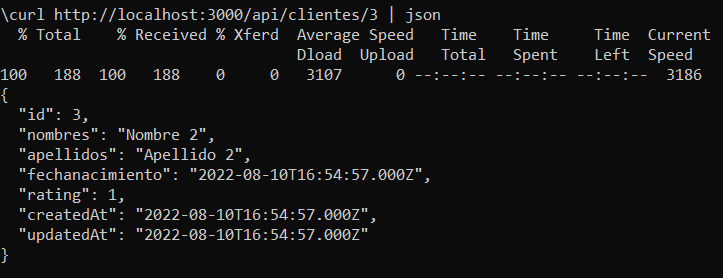 \curl http://localhost:3000/api/clientes/3 | json
  % Total    % Received % Xferd  Average Speed   Time    Time     Time  Current
                                 Dload  Upload   Total   Spent    Left  Speed
100   188  100   188    0     0   3107      0 --:--:-- --:--:-- --:--:--  3186
{
  "id": 3,
  "nombres": "Nombre 2",
  "apellidos": "Apellido 2",
  "fechanacimiento": "2022-08-10T16:54:57.000Z",
  "rating": 1,
  "createdAt": "2022-08-10T16:54:57.000Z",
  "updatedAt": "2022-08-10T16:54:57.000Z"
}